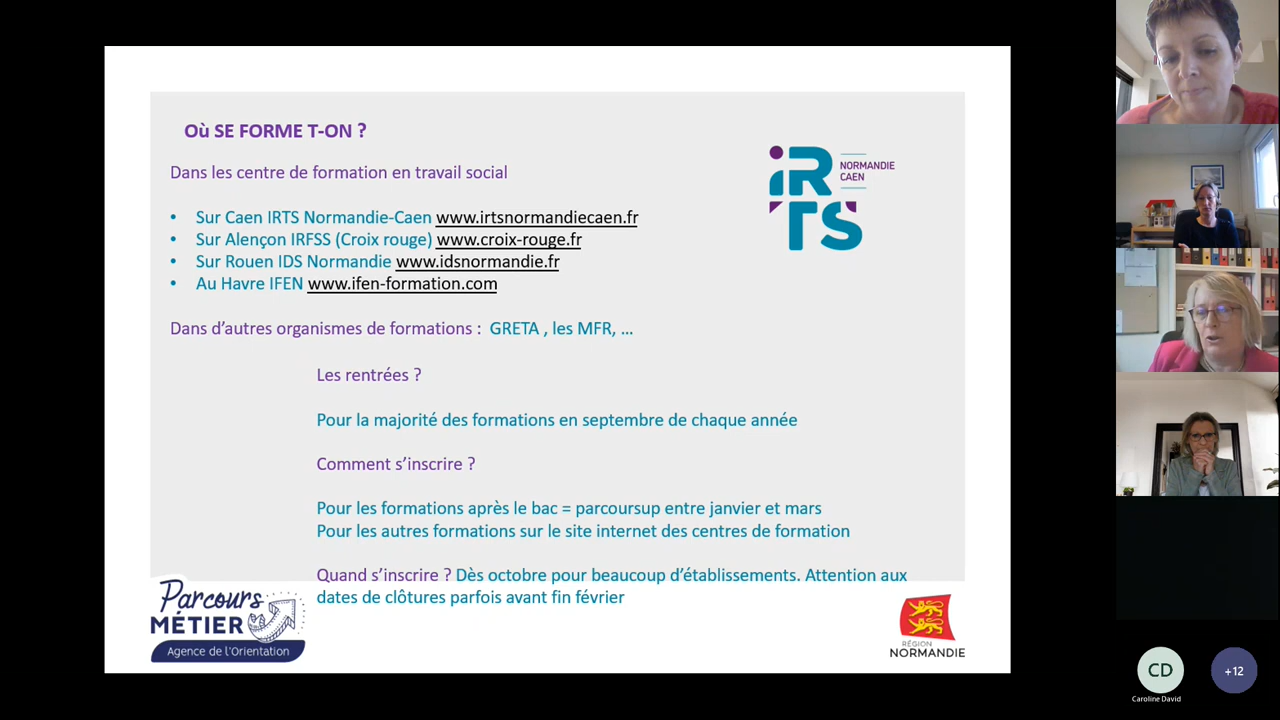 Où SE FORME T-ON ?
Dans les centre de formation en travail social
• Sur Caen IRTS Normandie-Caen www.irtsnormandiecaen.fr
• Sur Alençon IRFSS (Croix rouge) www.croix-rouge.fr
• Sur Rouen IDS Normandie www.idsnormandie.fr
• Au Havre IFEN www.ifen-formation.com
iRTS
NORMANDIE
CAEN
Dans d'autres organismes de formations : GRETA , les MFR, ...
Les rentrées ?
Pour la majorité des formations en septembre de chaque année
Comment s'inscrire ?
Pour les formations après le bac = parcoursup entre janvier et mars
Pour les autres formations sur le site internet des centres de formation
Quand s'inscrire ? Dès octobre pour beaucoup d'établissements. Attention aux
dates de clôtures parfois avant fin février
Parcours
MÉTIER
Agence de l'Orientation
RÉGION
NORMANDIE
CD
Caroline David
+12